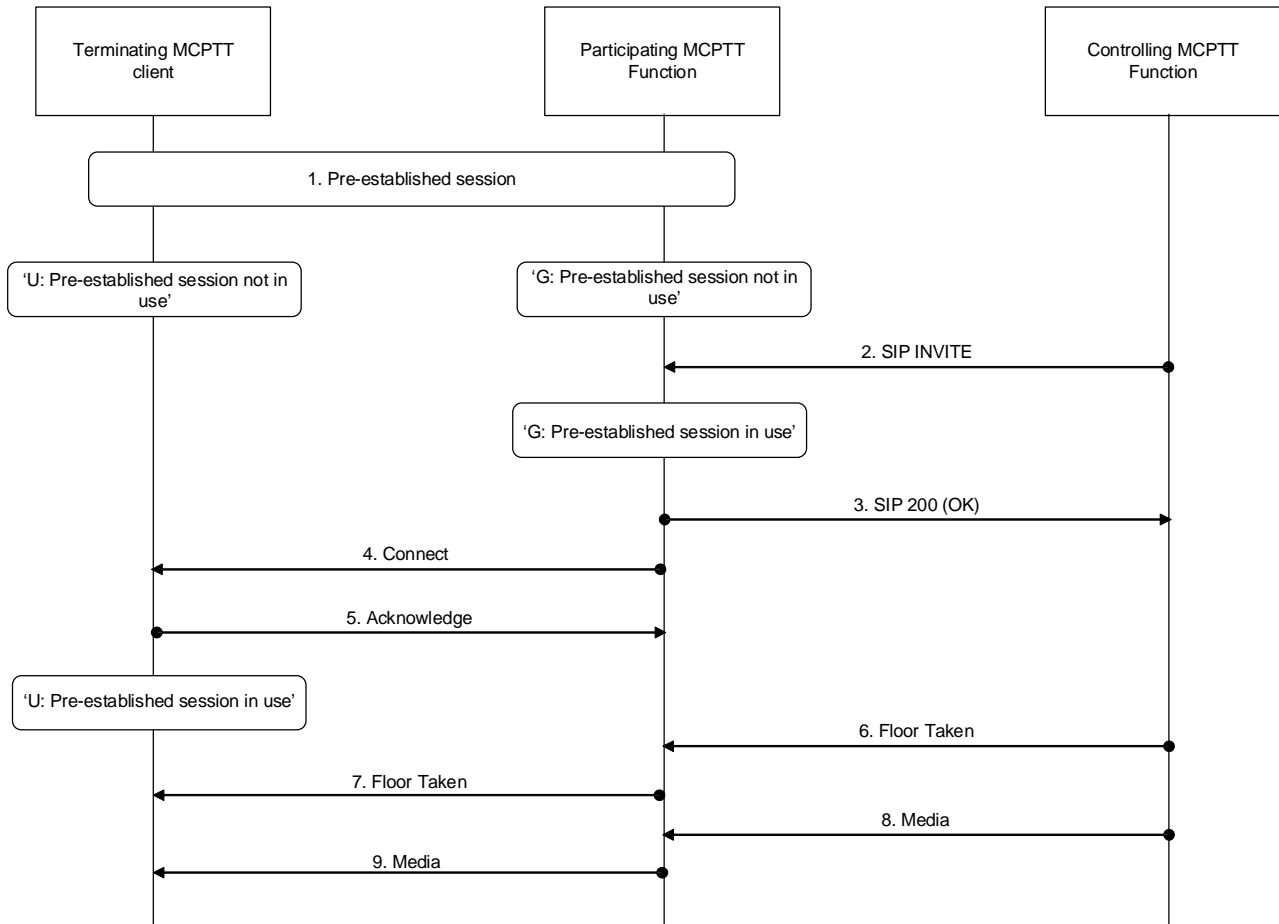 Terminating MCPTT
client
Participating MCPTT
Function
Controlling MCPTT
Function
1. Pre-established session
‘U: Pre-established session not in
use’
‘G: Pre-established session not in
use’
2. SIP INVITE
‘G: Pre-established session in use’
3. SIP 200 (OK)
4. Connect
5. Acknowledge
‘U: Pre-established session in use’
6. Floor Taken
7. Floor Taken
8. Media
9. Media